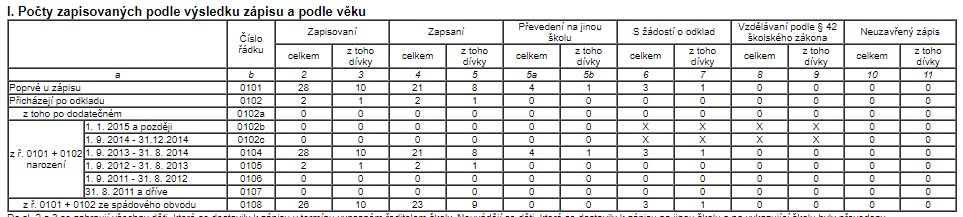 I. Počty zapisovaných podle výsledku zápisu a podle věku
Číslo řádku Zapisovaní Zapsaní Převedení na jinou školu S žádostí o odklad Vzdělávaní podle § 42 školského zákona Neuzavřený zápis
celkem z toho dívky celkem z toho dívky celkem z toho dívky celkem z toho dívky celkem z toho dívky celkem z toho dívky
a b 2 3 4 5 5a 5b 6 7 8 9 10 11
Poprvé u zápisu 0101 28 10 21 8 4 1 3 1 0 0 0 0
Přicházejí po odkladu 0102 2 1 2 1 0 0 0 0 0 0 0 0
z toho po dodatečném 0102a 0 0 0 0 0 0 0 0 0 0 0 0
z ř. 0101 + 0102 narození
1. 1. 2015 a později 0102b 0 0 0 0 0 0 X X X X 0 0
1. 9. 2014 - 31.12.2014 0102c 0 0 0 0 0 0 X X X X 0 0
1. 9. 2013 - 31. 8. 2014 0104 28 10 21 8 4 1 3 1 0 0 0 0
1. 9. 2012 - 31. 8. 2013 0105 2 1 2 1 0 0 0 0 0 0 0 0
1. 9. 2011 - 31. 8. 2012 0106 0 0 0 0 0 0 0 0 0 0 0 0
31. 8. 2011 a dříve 0107 0 0 0 0 0 0 0 0 0 0 0 0
z ř. 0101 + 0102 ze spádového obvodu 0108 26 10 23 9 0 0 3 1 0 0 0 0